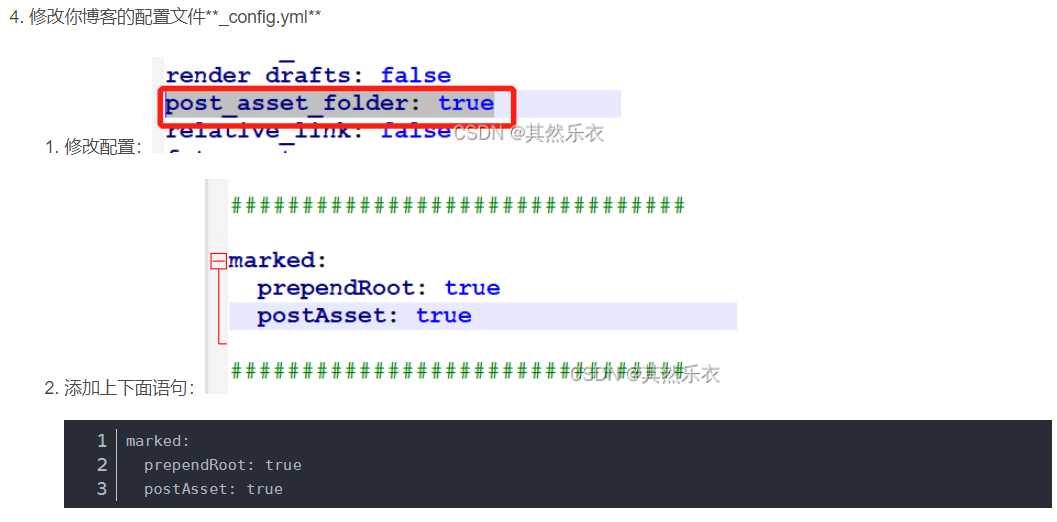 4. 修改你博客的配置文件**_config.yml**
render_drafts: false
post_asset_folder: true
relative_link: false
CSDN @其然乐衣
1. 修改配置:
################################
marked:
prependRoot: true
postAsset: true
################################
CSDN @其然乐衣
2. 添加上下面语句:
1 marked:
2 prependRoot: true
3 postAsset: true